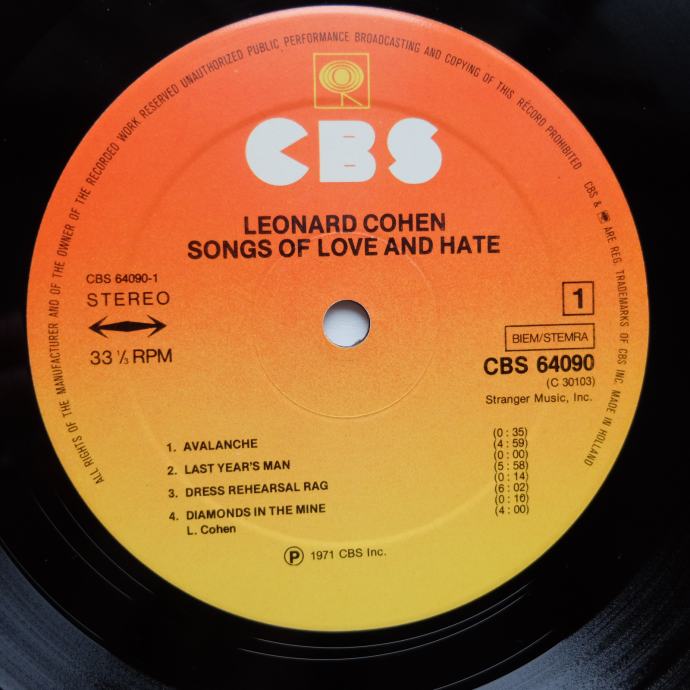 ALL RIGHTS OF THE MANUFACTURER AND OF THE OWNER OF THE RECORDED WORK RESERVED UNAUTHORIZED PUBLIC PERFORMANCE BROADCASTING AND COPYING OF THIS RECORD PROHIBITED
CBS & ARE REG. TRADEMARKS OF CBS INC. MADE IN HOLLAND
CBS
LEONARD COHEN
SONGS OF LOVE AND HATE
CBS 64090-1
STEREO
33 ⅓ RPM
1
BIEM/STEMRA
CBS 64090
(C 30103)
Stranger Music, Inc.
1. AVALANCHE
2. LAST YEAR'S MAN
3. DRESS REHEARSAL RAG
4. DIAMONDS IN THE MINE
L. Cohen
(0 : 35)
(4 : 59)
(0 : 00)
(5 : 58)
(0 : 14)
(6 : 02)
(0 : 16)
(4 : 00)
Ⓟ 1971 CBS Inc.